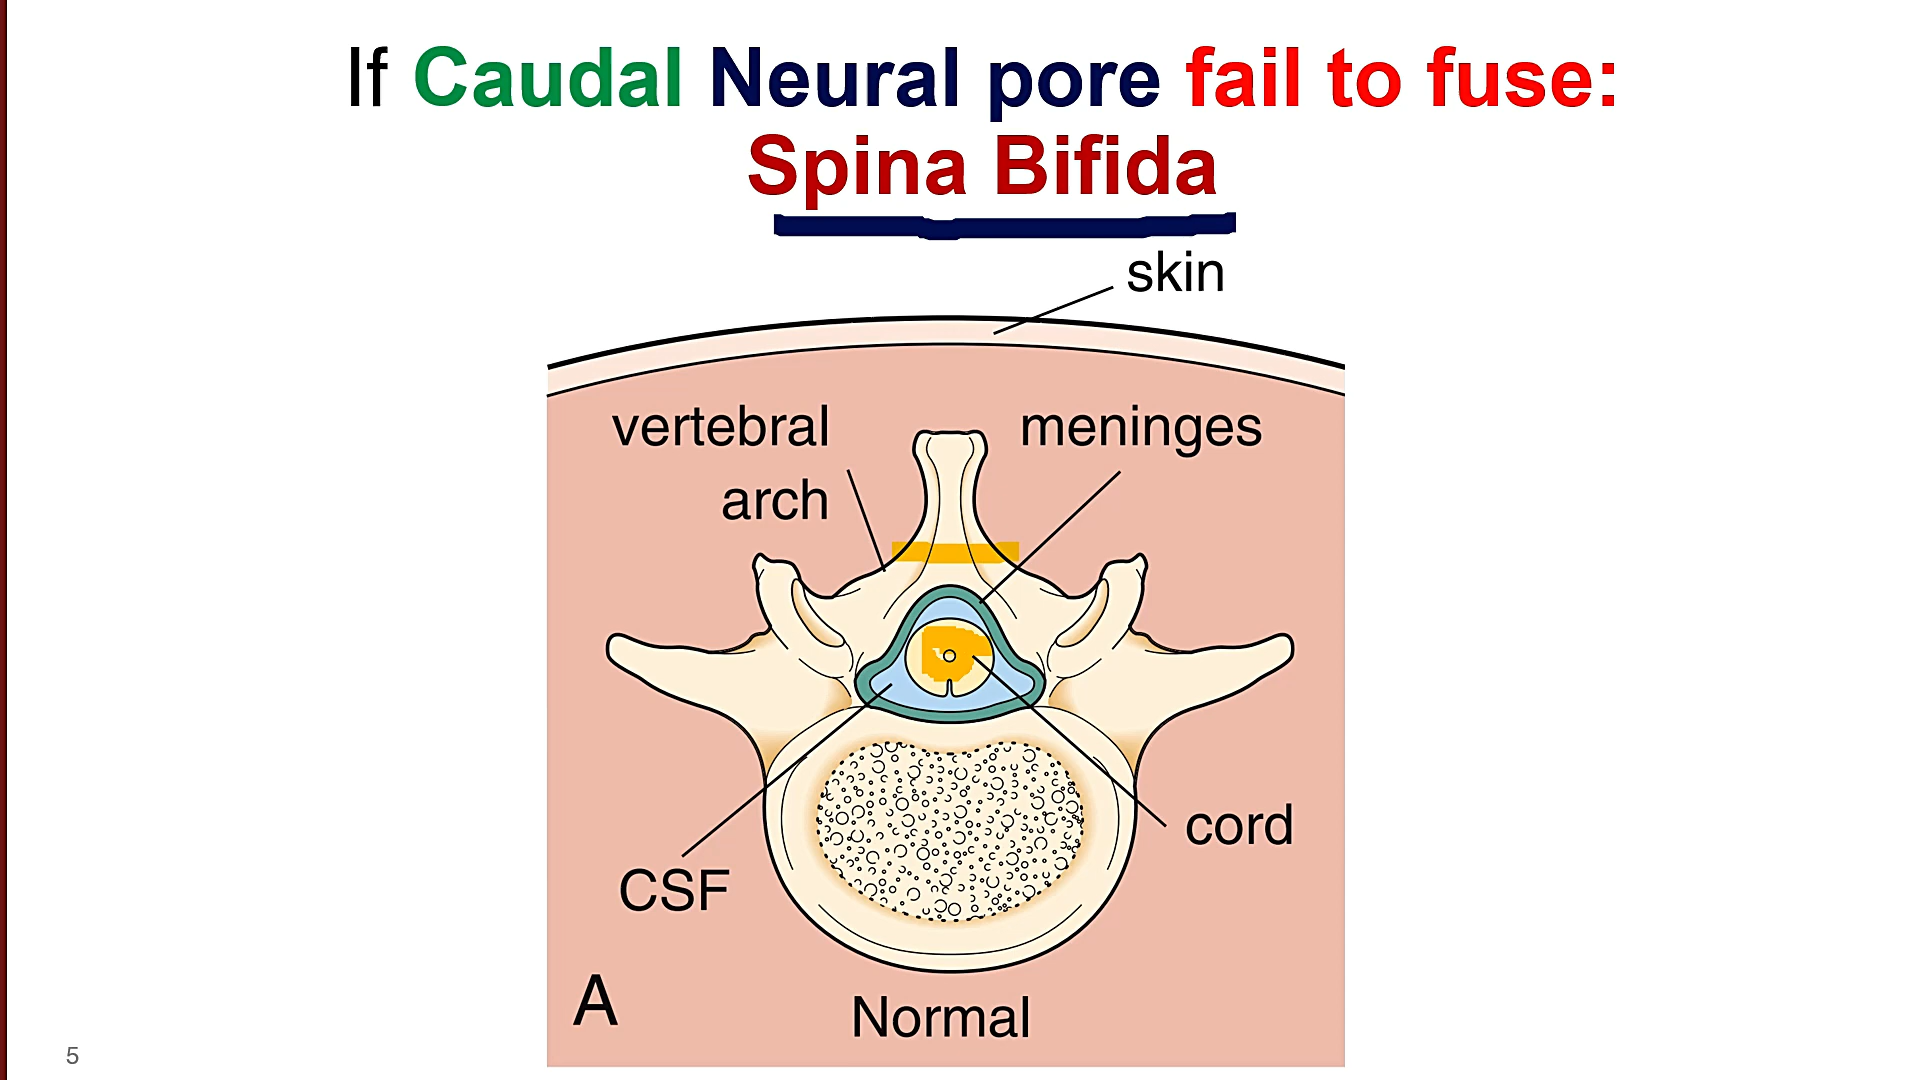 If Caudal Neural pore fail to fuse:
Spina Bifida
skin
vertebral
arch
meninges
cord
CSF
A
Normal
5